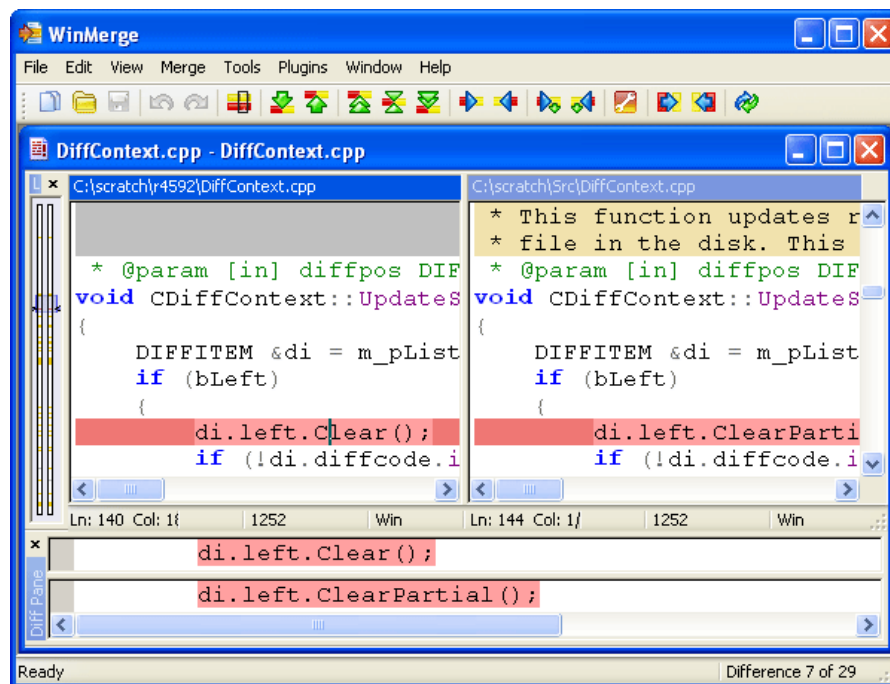 WinMerge
File Edit View Merge Tools Plugins Window Help
DiffContext.cpp - DiffContext.cpp
L
C:\scratch\r4592\DiffContext.cpp
* @param [in] diffpos DIF
void CDiffContext::UpdateS
{
DIFFITEM &di = m_pList
if (bLeft)
{
di.left.Clear();
if (!di.diffcode.i
Ln: 140 Col: 1 1252 Win
C:\scratch\Src\DiffContext.cpp
* This function updates r
* file in the disk. This
* @param [in] diffpos DIF
void CDiffContext::UpdateS
{
DIFFITEM &di = m_pList
if (bLeft)
{
di.left.ClearParti
if (!di.diffcode.i
Ln: 144 Col: 1 1252 Win
Diff Pane
di.left.Clear();
di.left.ClearPartial();
Ready Difference 7 of 29